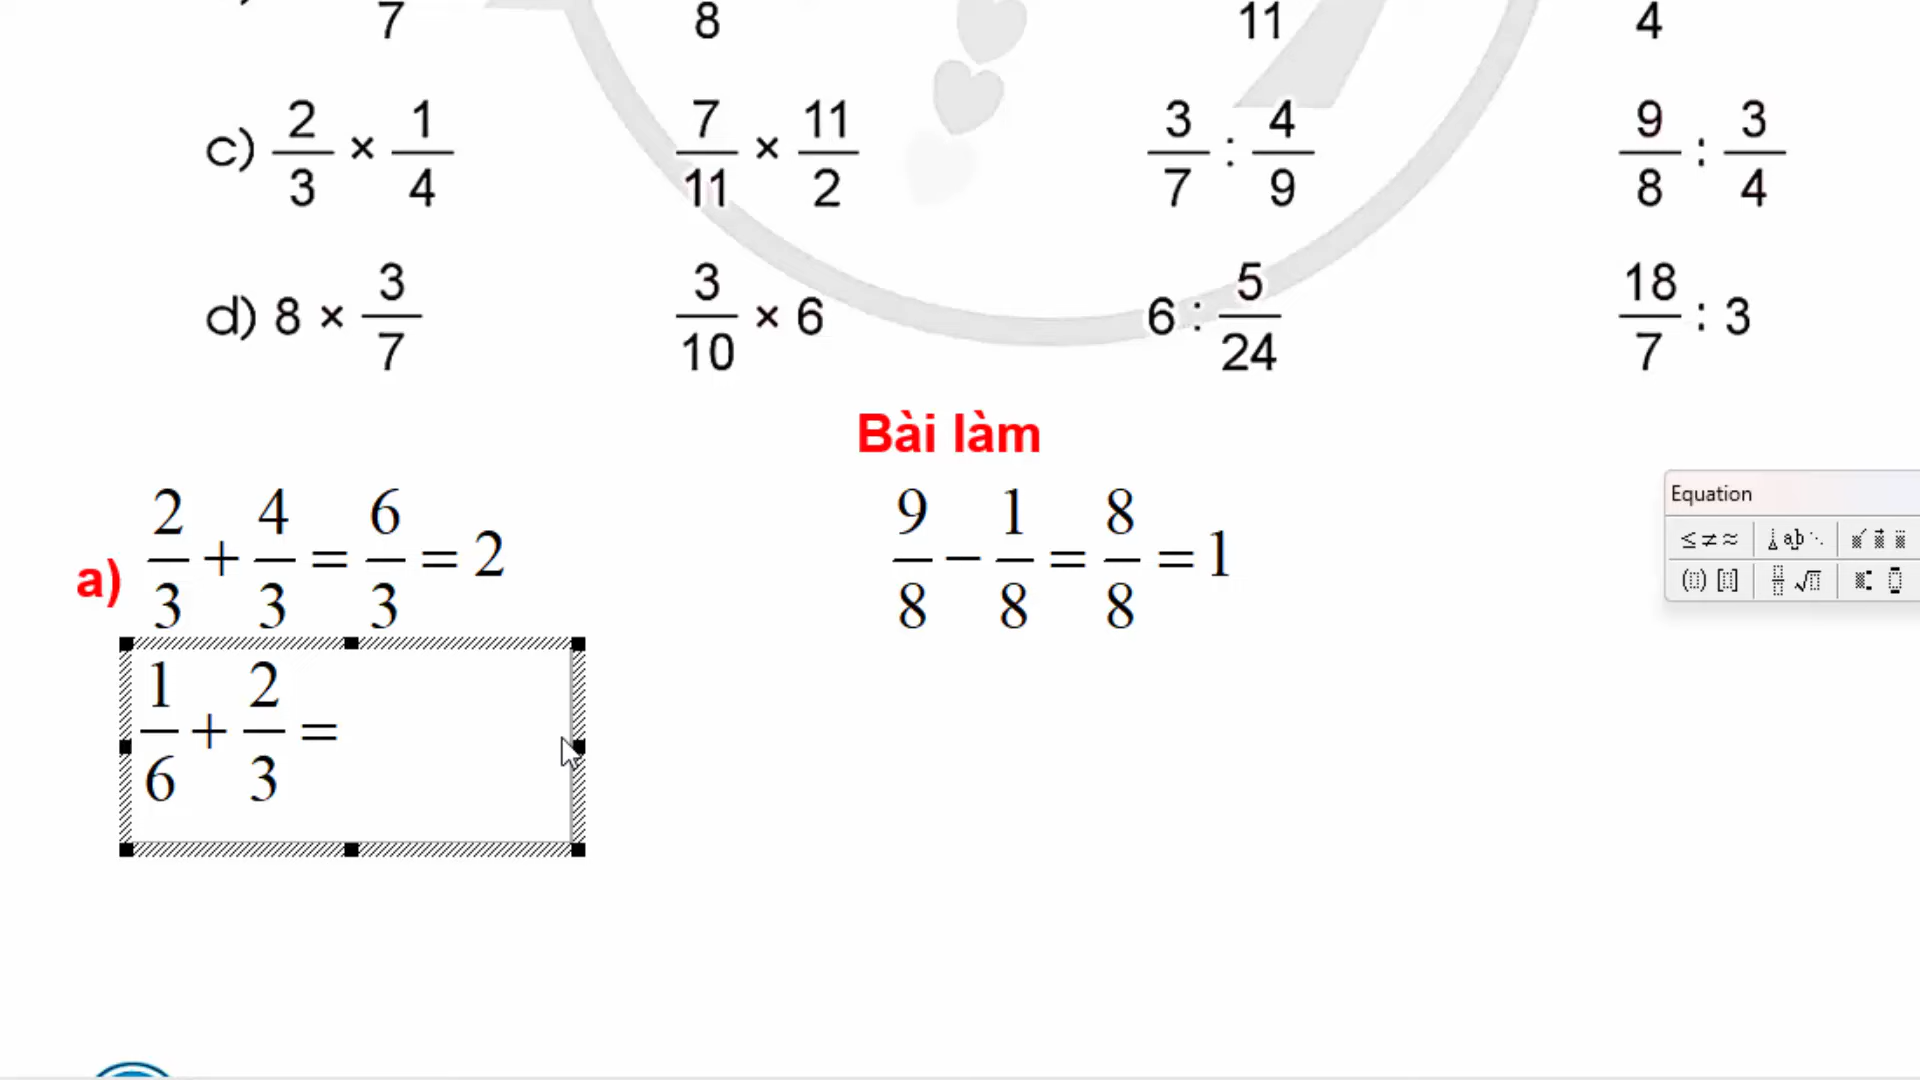 7 8 11 4
c) 2/3 × 1/4 7/11 × 11/2 3/7 : 4/9 9/8 : 3/4
d) 8 × 3/7 3/10 × 6 6 : 5/24 18/7 : 3
Bài làm
a) 2/3 + 4/3 = 6/3 = 2 9/8 − 1/8 = 8/8 = 1
Equation
≤ ≠ ≈ ab
1/6 + 2/3 =